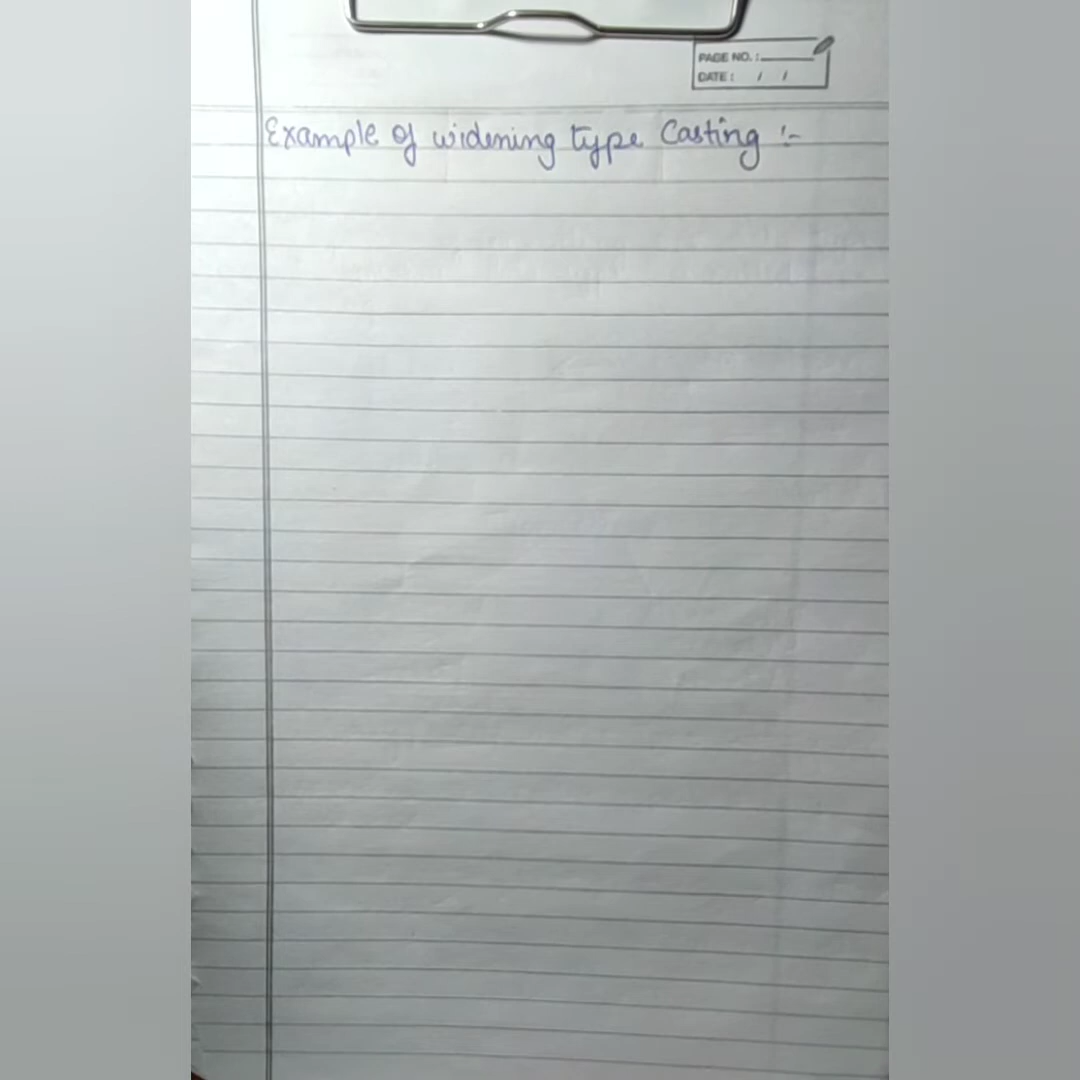 PAGE NO. :
DATE : / /
Example of widening type Casting :-